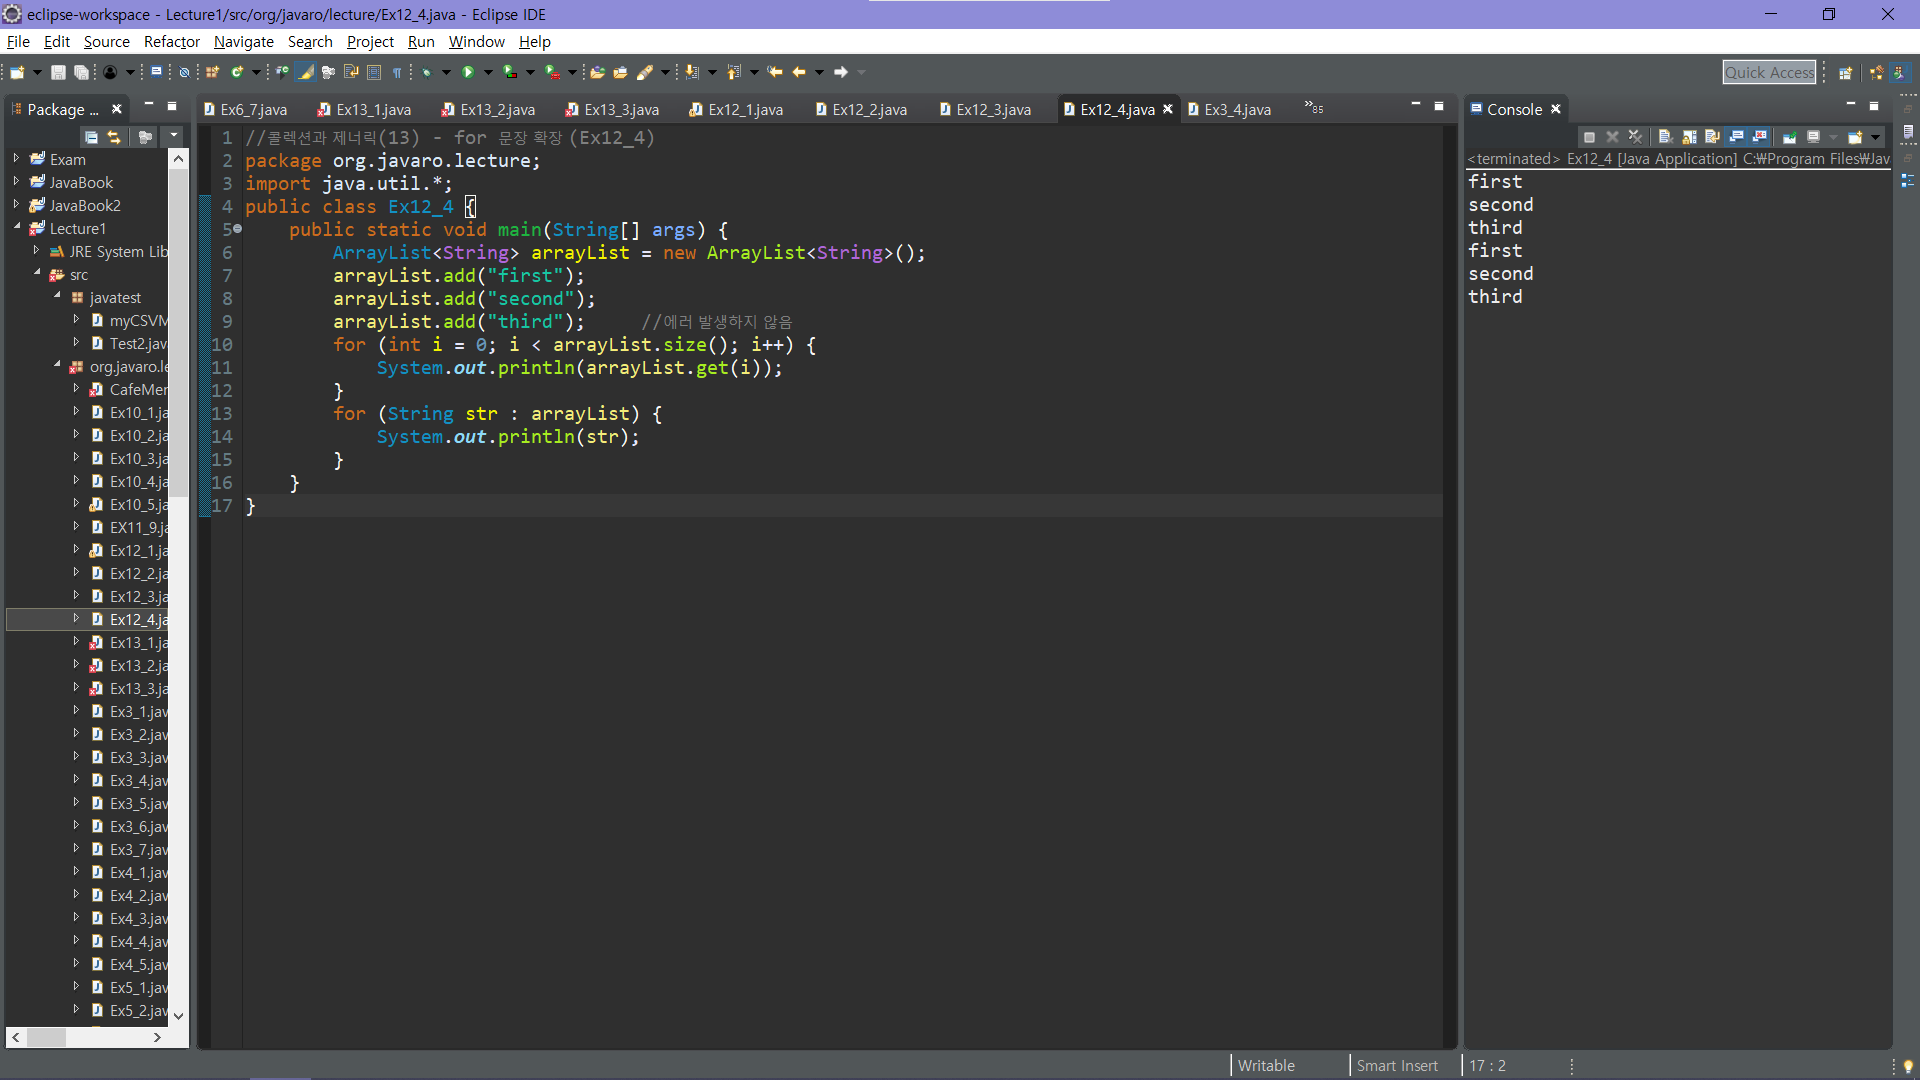 eclipse-workspace - Lecture1/src/org/javaro/lecture/Ex12_4.java - Eclipse IDE
File Edit Source Refactor Navigate Search Project Run Window Help
Quick Access
Package ...
Exam
JavaBook
JavaBook2
Lecture1
JRE System Lib
src
javatest
myCSVM
Test2.jav
org.javaro.le
CafeMer
Ex10_1.ja
Ex10_2.ja
Ex10_3.ja
Ex10_4.ja
Ex10_5.ja
EX11_9.ja
Ex12_1.ja
Ex12_2.ja
Ex12_3.ja
Ex12_4.ja
Ex13_1.ja
Ex13_2.ja
Ex13_3.ja
Ex3_1.jav
Ex3_2.jav
Ex3_3.jav
Ex3_4.jav
Ex3_5.jav
Ex3_6.jav
Ex3_7.jav
Ex4_1.jav
Ex4_2.jav
Ex4_3.jav
Ex4_4.jav
Ex4_5.jav
Ex5_1.jav
Ex5_2.jav
Ex6_7.java Ex13_1.java Ex13_2.java Ex13_3.java Ex12_1.java Ex12_2.java Ex12_3.java Ex12_4.java Ex3_4.java »85
1 //콜렉션과 제너릭(13) - for 문장 확장 (Ex12_4)
2 package org.javaro.lecture;
3 import java.util.*;
4 public class Ex12_4 {
5 public static void main(String[] args) {
6 ArrayList<String> arrayList = new ArrayList<String>();
7 arrayList.add("first");
8 arrayList.add("second");
9 arrayList.add("third"); //에러 발생하지 않음
10 for (int i = 0; i < arrayList.size(); i++) {
11 System.out.println(arrayList.get(i));
12 }
13 for (String str : arrayList) {
14 System.out.println(str);
15 }
16 }
17 }
Console
<terminated> Ex12_4 [Java Application] C:₩Program Files₩Jav
first
second
third
first
second
third
Writable Smart Insert 17 : 2